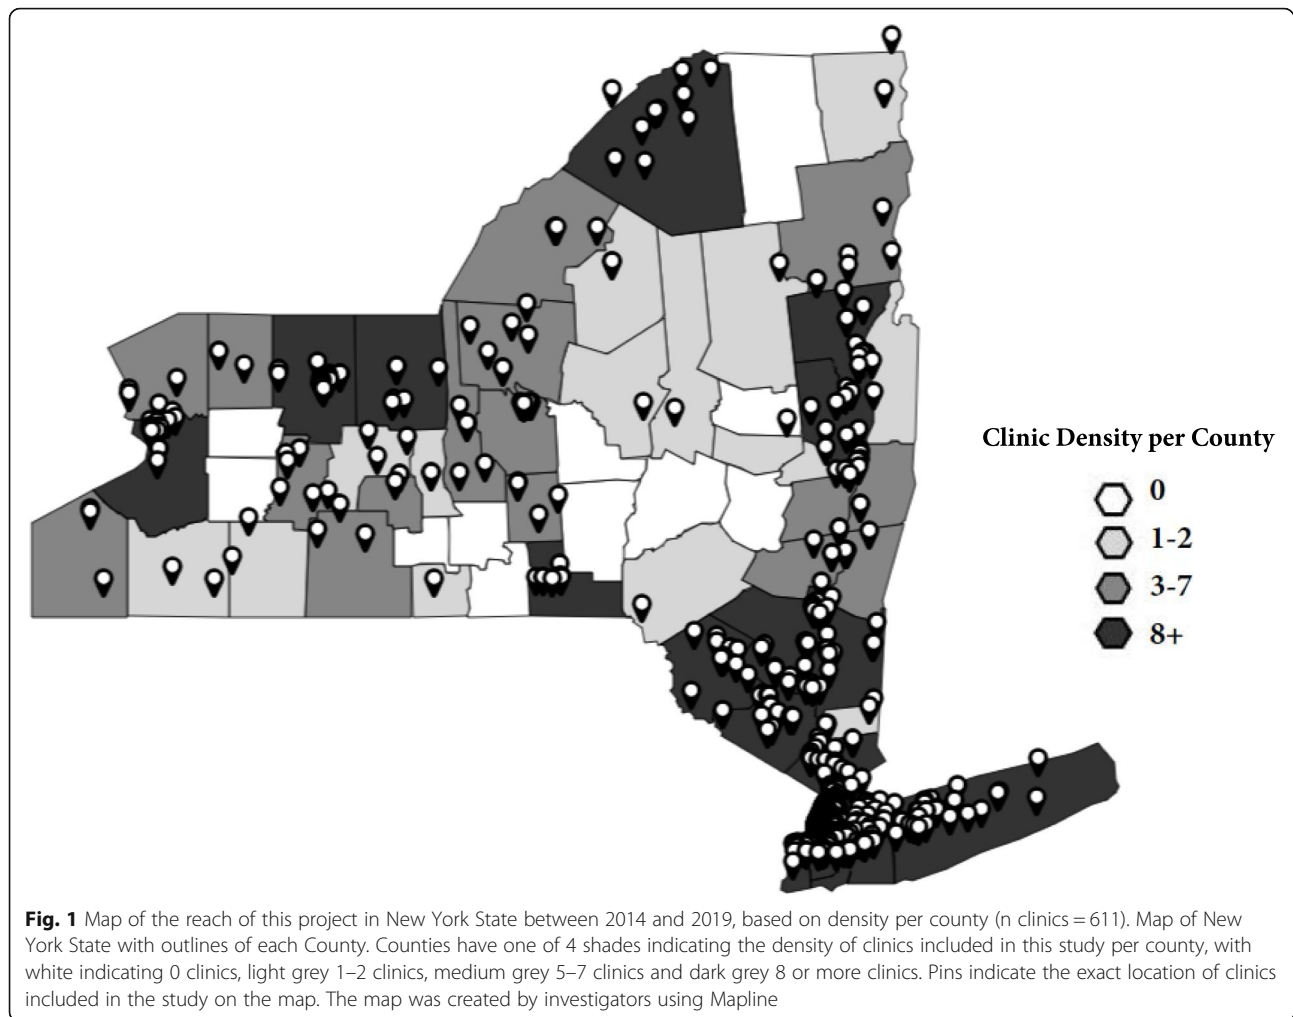 Clinic Density per County
0
1-2
3-7
8+
Fig. 1 Map of the reach of this project in New York State between 2014 and 2019, based on density per county (n clinics = 611). Map of New
York State with outlines of each County. Counties have one of 4 shades indicating the density of clinics included in this study per county, with
white indicating 0 clinics, light grey 1–2 clinics, medium grey 5–7 clinics and dark grey 8 or more clinics. Pins indicate the exact location of clinics
included in the study on the map. The map was created by investigators using Mapline